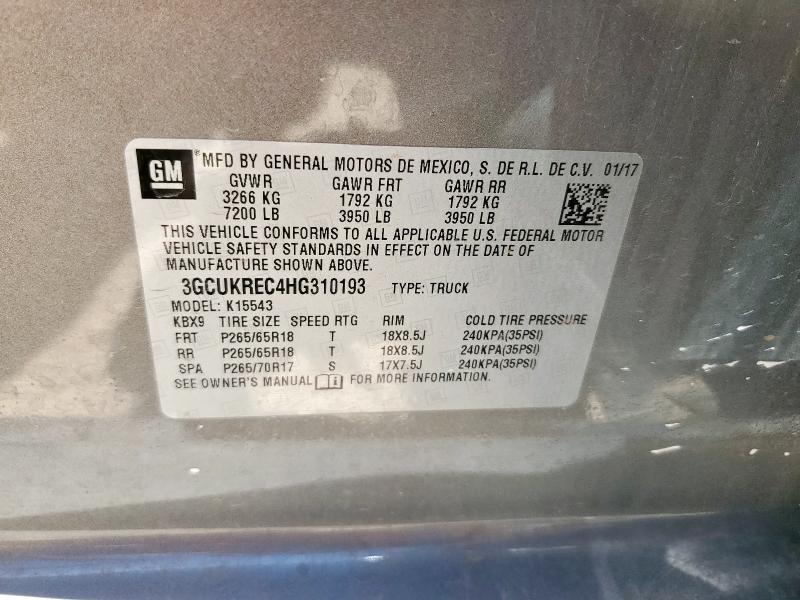 GM ® MFD BY GENERAL MOTORS DE MEXICO, S. DE R.L. DE C.V. 01/17
GVWR GAWR FRT GAWR RR
3266 KG 1792 KG 1792 KG
7200 LB 3950 LB 3950 LB
THIS VEHICLE CONFORMS TO ALL APPLICABLE U.S. FEDERAL MOTOR
VEHICLE SAFETY STANDARDS IN EFFECT ON THE DATE OF
MANUFACTURE SHOWN ABOVE.
3GCUKREC4HG310193 TYPE: TRUCK
MODEL: K15543
KBX9 TIRE SIZE SPEED RTG RIM COLD TIRE PRESSURE
FRT P265/65R18 T 18X8.5J 240KPA(35PSI)
RR P265/65R18 T 18X8.5J 240KPA(35PSI)
SPA P265/70R17 S 17X7.5J 240KPA(35PSI)
SEE OWNER'S MANUAL FOR MORE INFORMATION.